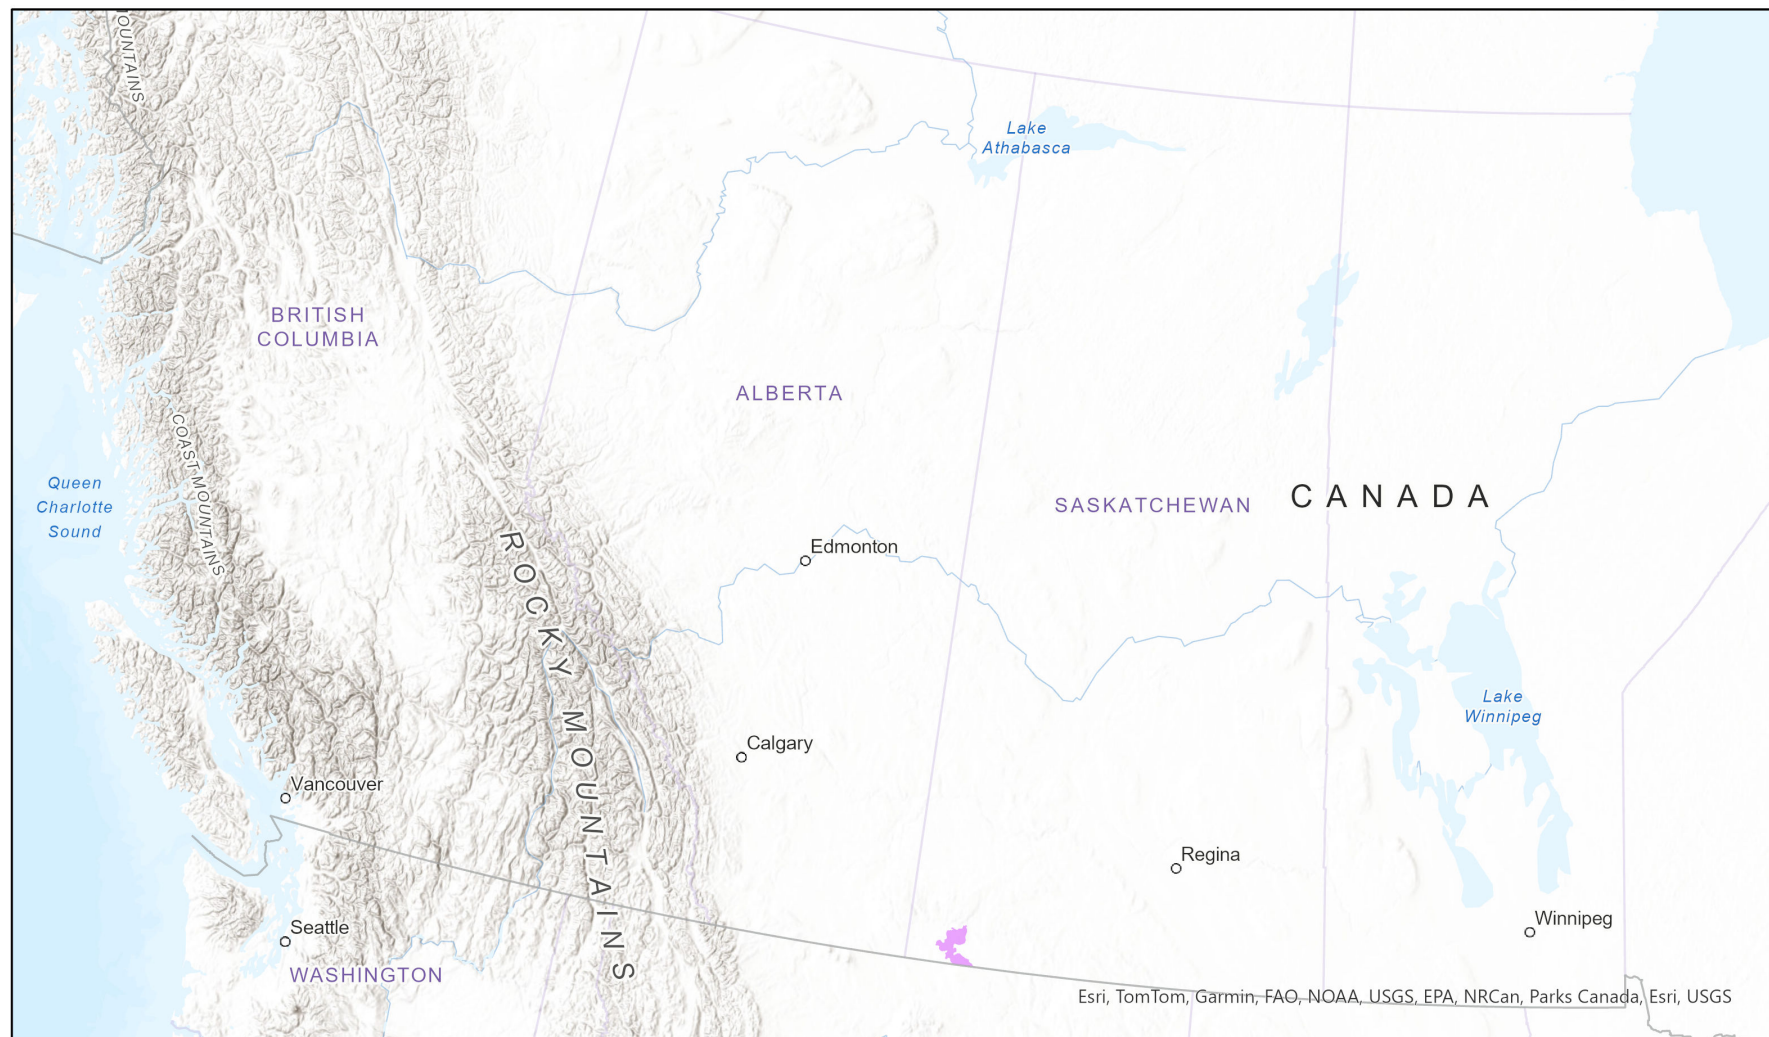 MOUNTAINS
Lake
Athabasca
BRITISH
COLUMBIA
ALBERTA
COAST MOUNTAINS
Queen
Charlotte
Sound
SASKATCHEWAN
CANADA
ROCKY MOUNTAINS
Edmonton
Lake
Winnipeg
Calgary
Vancouver
Regina
Seattle
Winnipeg
WASHINGTON
Esri, TomTom, Garmin, FAO, NOAA, USGS, EPA, NRCan, Parks Canada, Esri, USGS